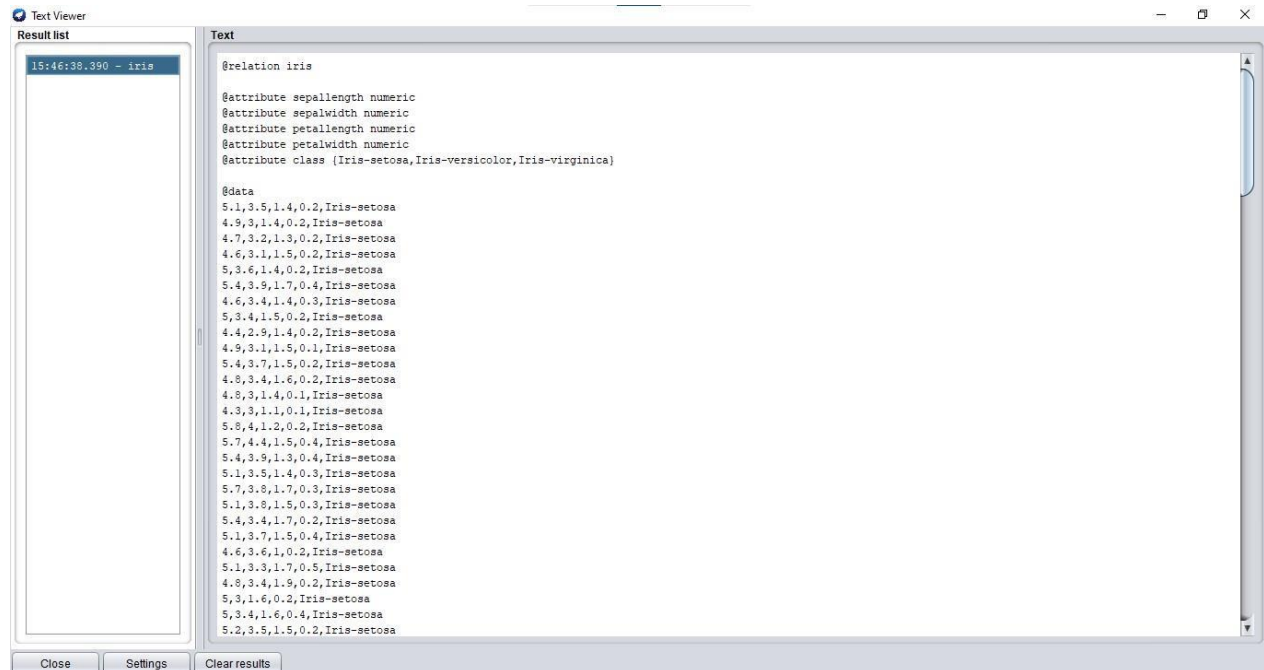 Text Viewer
Result list
Text
15:46:38.390 - iris
@relation iris
@attribute sepallength numeric
@attribute sepalwidth numeric
@attribute petallength numeric
@attribute petalwidth numeric
@attribute class {Iris-setosa,Iris-versicolor,Iris-virginica}
@data
5.1,3.5,1.4,0.2,Iris-setosa
4.9,3,1.4,0.2,Iris-setosa
4.7,3.2,1.3,0.2,Iris-setosa
4.6,3.1,1.5,0.2,Iris-setosa
5,3.6,1.4,0.2,Iris-setosa
5.4,3.9,1.7,0.4,Iris-setosa
4.6,3.4,1.4,0.3,Iris-setosa
5,3.4,1.5,0.2,Iris-setosa
4.4,2.9,1.4,0.2,Iris-setosa
4.9,3.1,1.5,0.1,Iris-setosa
5.4,3.7,1.5,0.2,Iris-setosa
4.8,3.4,1.6,0.2,Iris-setosa
4.8,3,1.4,0.1,Iris-setosa
4.3,3,1.1,0.1,Iris-setosa
5.8,4,1.2,0.2,Iris-setosa
5.7,4.4,1.5,0.4,Iris-setosa
5.4,3.9,1.3,0.4,Iris-setosa
5.1,3.5,1.4,0.3,Iris-setosa
5.7,3.8,1.7,0.3,Iris-setosa
5.1,3.8,1.5,0.3,Iris-setosa
5.4,3.4,1.7,0.2,Iris-setosa
5.1,3.7,1.5,0.4,Iris-setosa
4.6,3.6,1,0.2,Iris-setosa
5.1,3.3,1.7,0.5,Iris-setosa
4.8,3.4,1.9,0.2,Iris-setosa
5,3,1.6,0.2,Iris-setosa
5,3.4,1.6,0.4,Iris-setosa
5.2,3.5,1.5,0.2,Iris-setosa
Close
Settings
Clear results